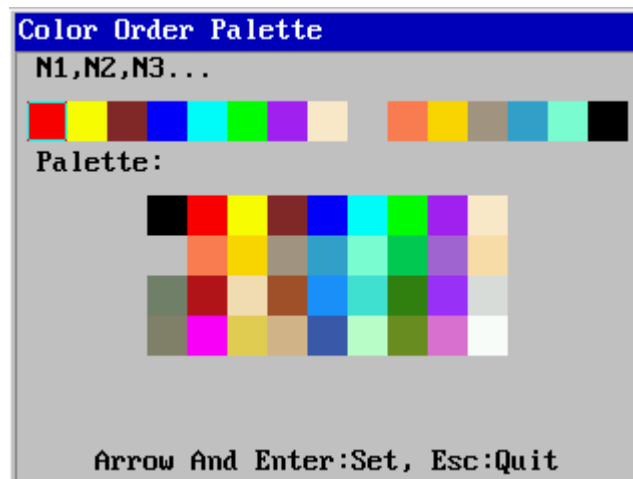 Color Order Palette
N1,N2,N3...
Palette:
Arrow And Enter:Set, Esc:Quit